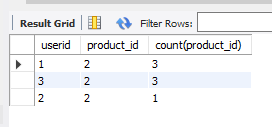 Result Grid Filter Rows:
userid product_id count(product_id)
1 2 3
3 2 3
2 2 1